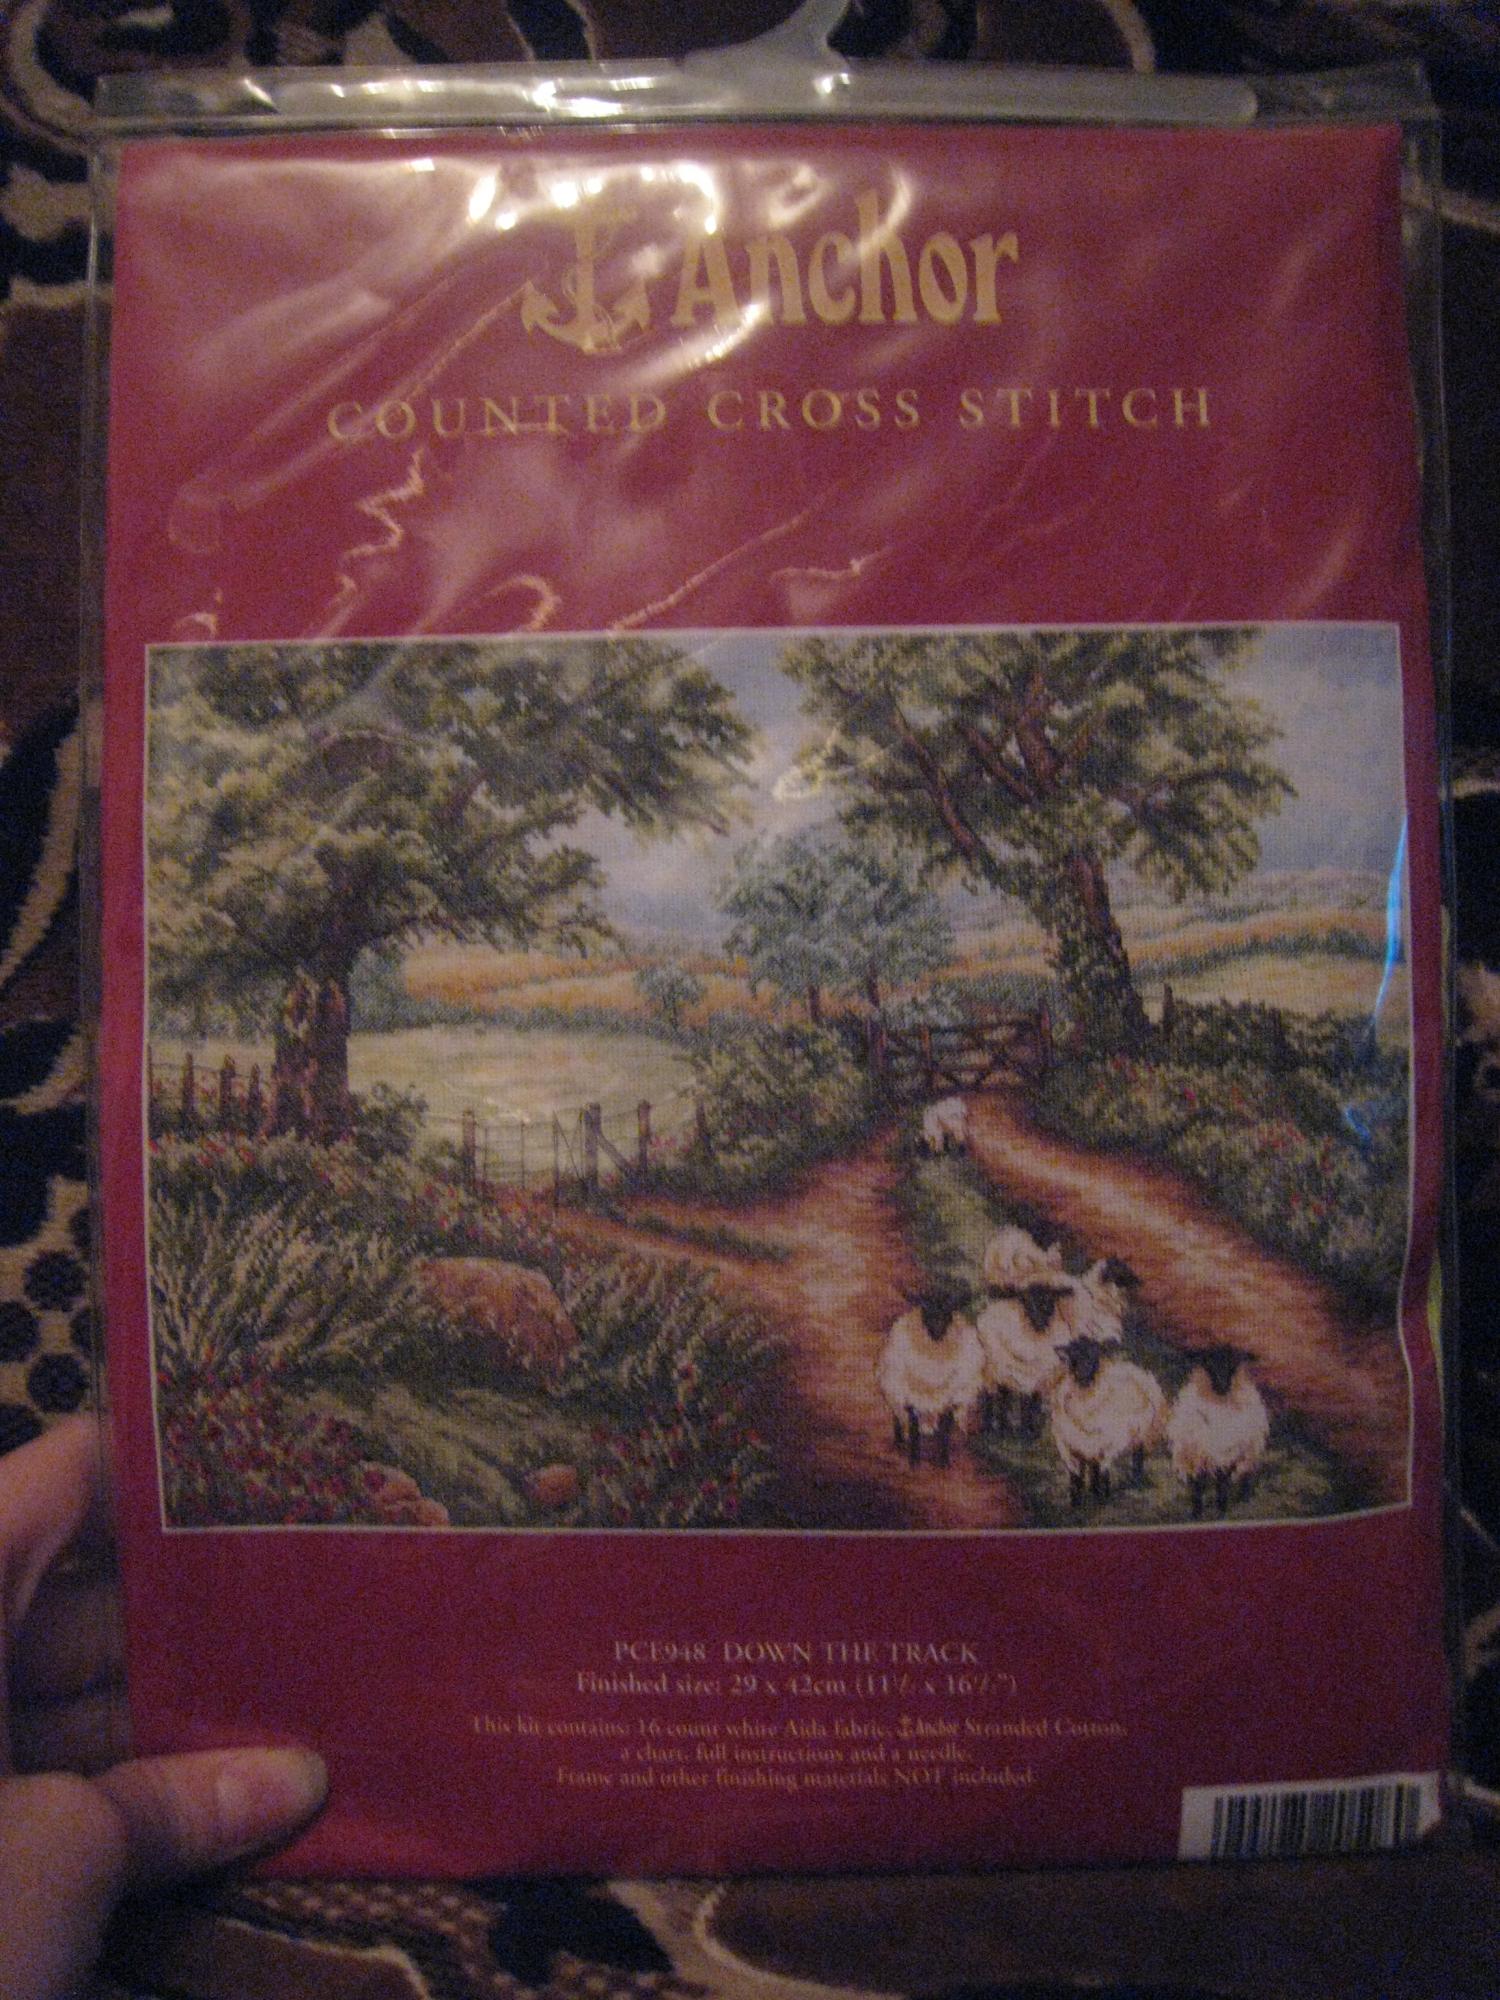 Anchor
COUNTED CROSS STITCH
PCE948 DOWN THE TRACK
Finished size: 29 x 42cm (11½ x 16½")
This kit contains: 16 count white Aida fabric, Anchor Stranded Cotton,
a chart, full instructions and a needle.
Frame and other finishing materials NOT included.